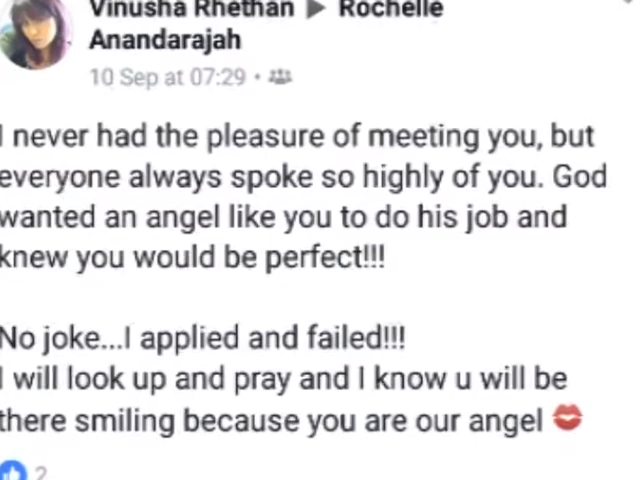 Vinusha Rhethan ▶ Rochelle
Anandarajah
10 Sep at 07:29 •
I never had the pleasure of meeting you, but
everyone always spoke so highly of you. God
wanted an angel like you to do his job and
knew you would be perfect!!!
No joke...I applied and failed!!!
I will look up and pray and I know u will be
there smiling because you are our angel 💋
2